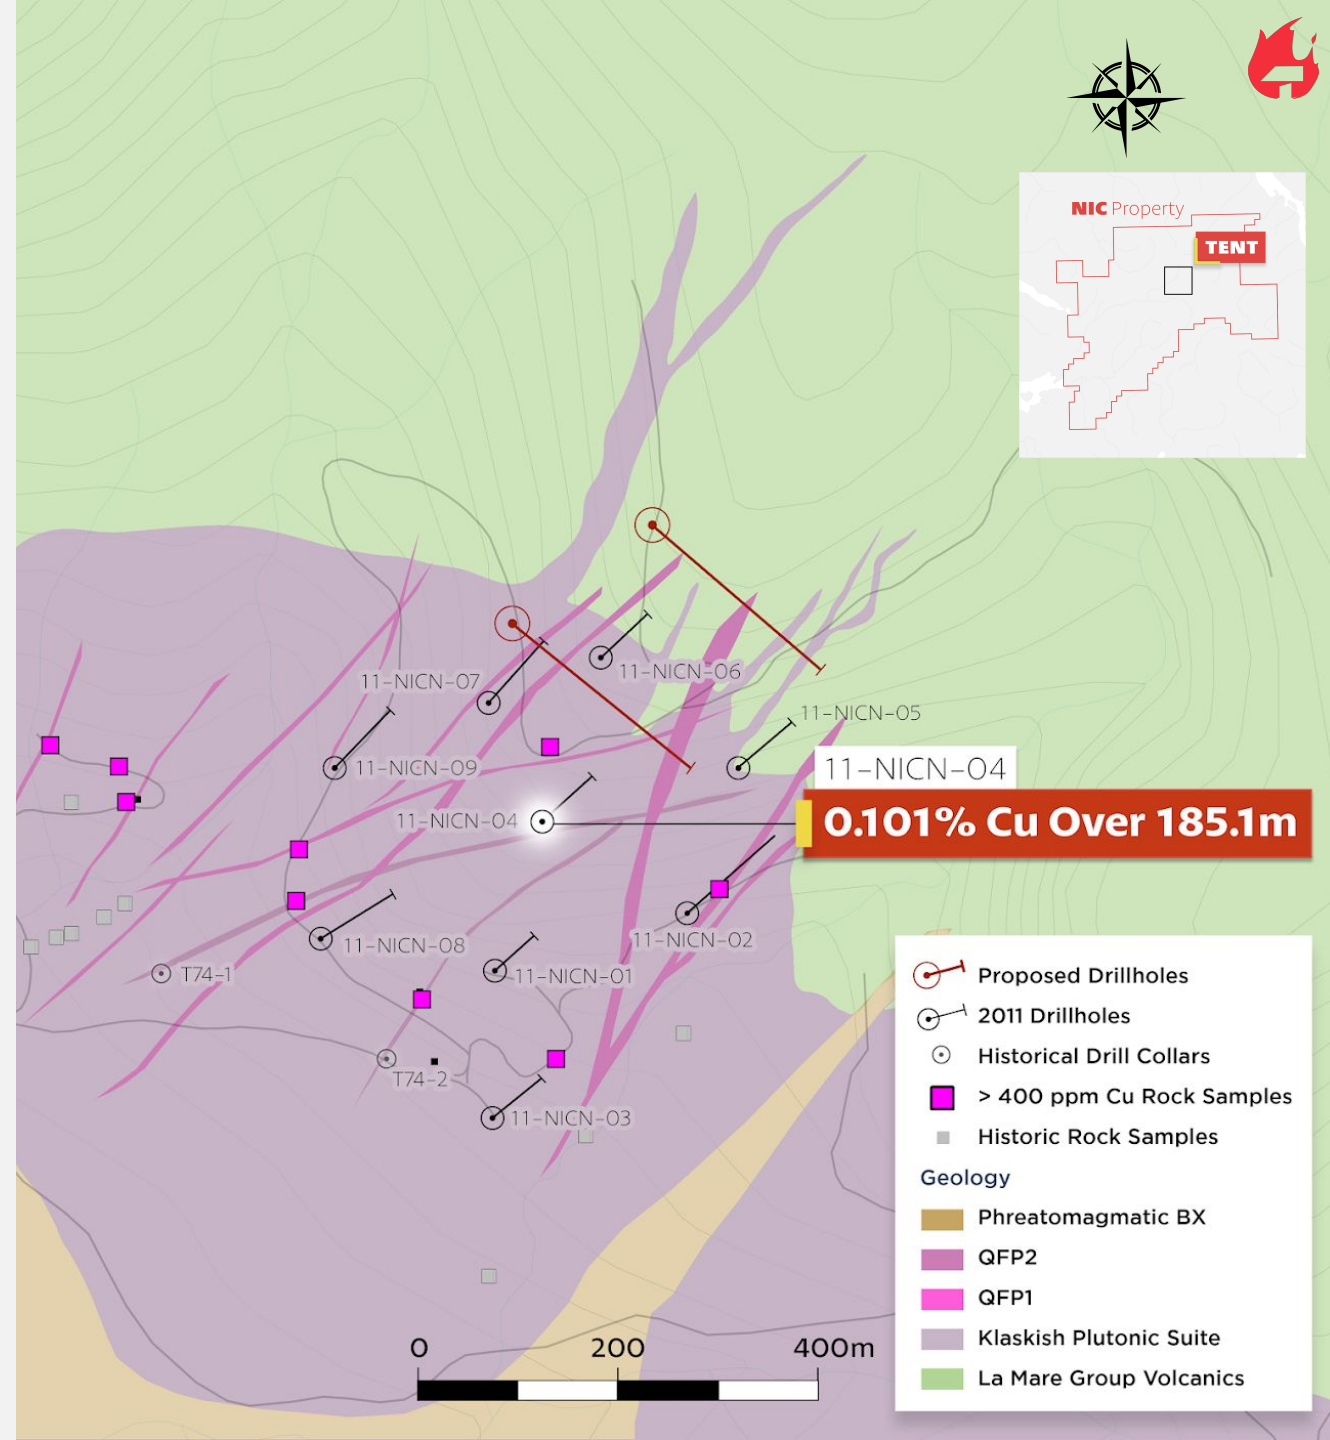 NIC Property
TENT
11-NICN-07
11-NICN-06
11-NICN-05
11-NICN-09
11-NICN-04
11-NICN-04
0.101% Cu Over 185.1m
11-NICN-08
11-NICN-02
T74-1
11-NICN-01
T74-2
11-NICN-03
Proposed Drillholes
2011 Drillholes
Historical Drill Collars
> 400 ppm Cu Rock Samples
Historic Rock Samples
Geology
Phreatomagmatic BX
QFP2
QFP1
Klaskish Plutonic Suite
La Mare Group Volcanics
0 200 400m